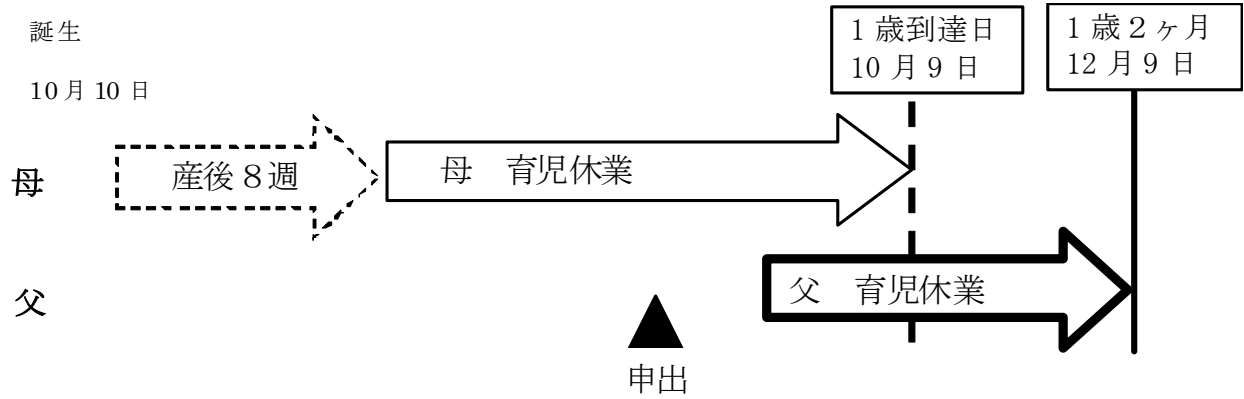 誕生
10月10日
1歳到達日
10月9日
1歳2ヶ月
12月9日
母
産後8週
母 育児休業
父
父 育児休業
申出